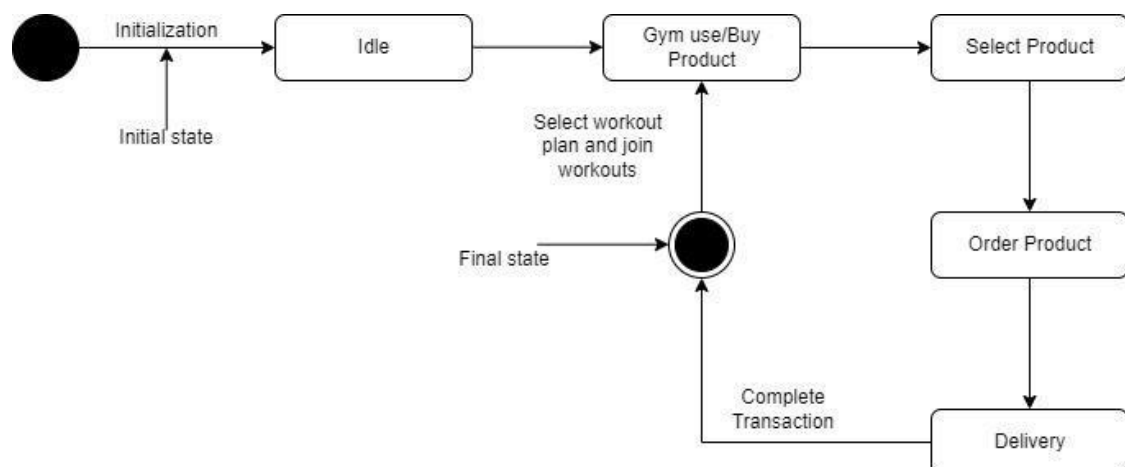 Initialization
Idle
Gym use/Buy
Product
Select Product
Initial state
Select workout
plan and join
workouts
Order Product
Final state
Complete
Transaction
Delivery